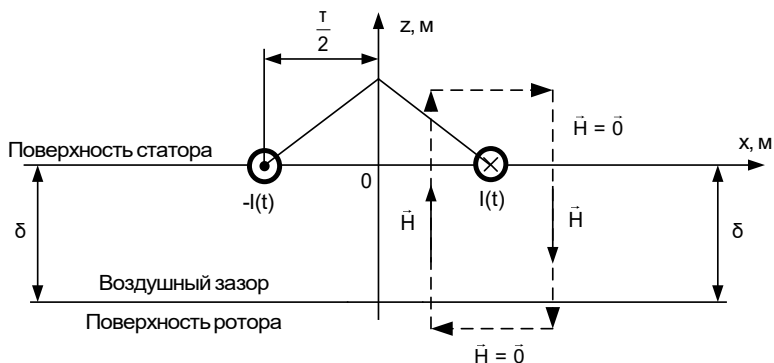 τ
2
z, м
H⃗ = 0⃗
Поверхность статора
x, м
0
-I(t)
I(t)
δ
H⃗
H⃗
δ
Воздушный зазор
Поверхность ротора
H⃗ = 0⃗